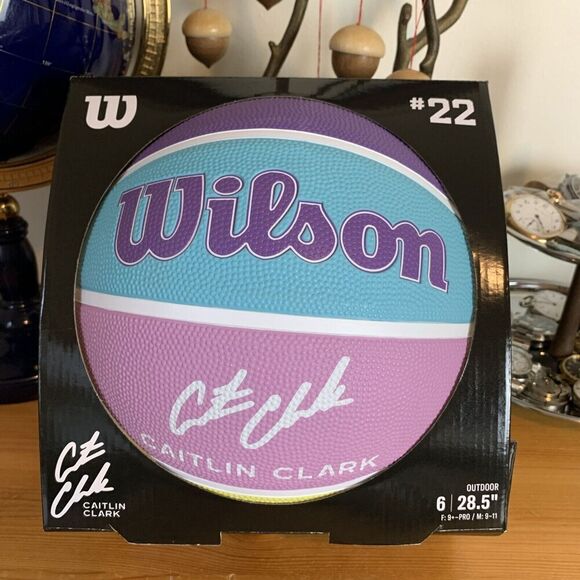 W
#22
Wilson
Caitlin Clark
CAITLIN CLARK
Caitlin Clark
CAITLIN
CLARK
OUTDOOR
6 | 28.5"
F: 9+-PRO / M: 9-11